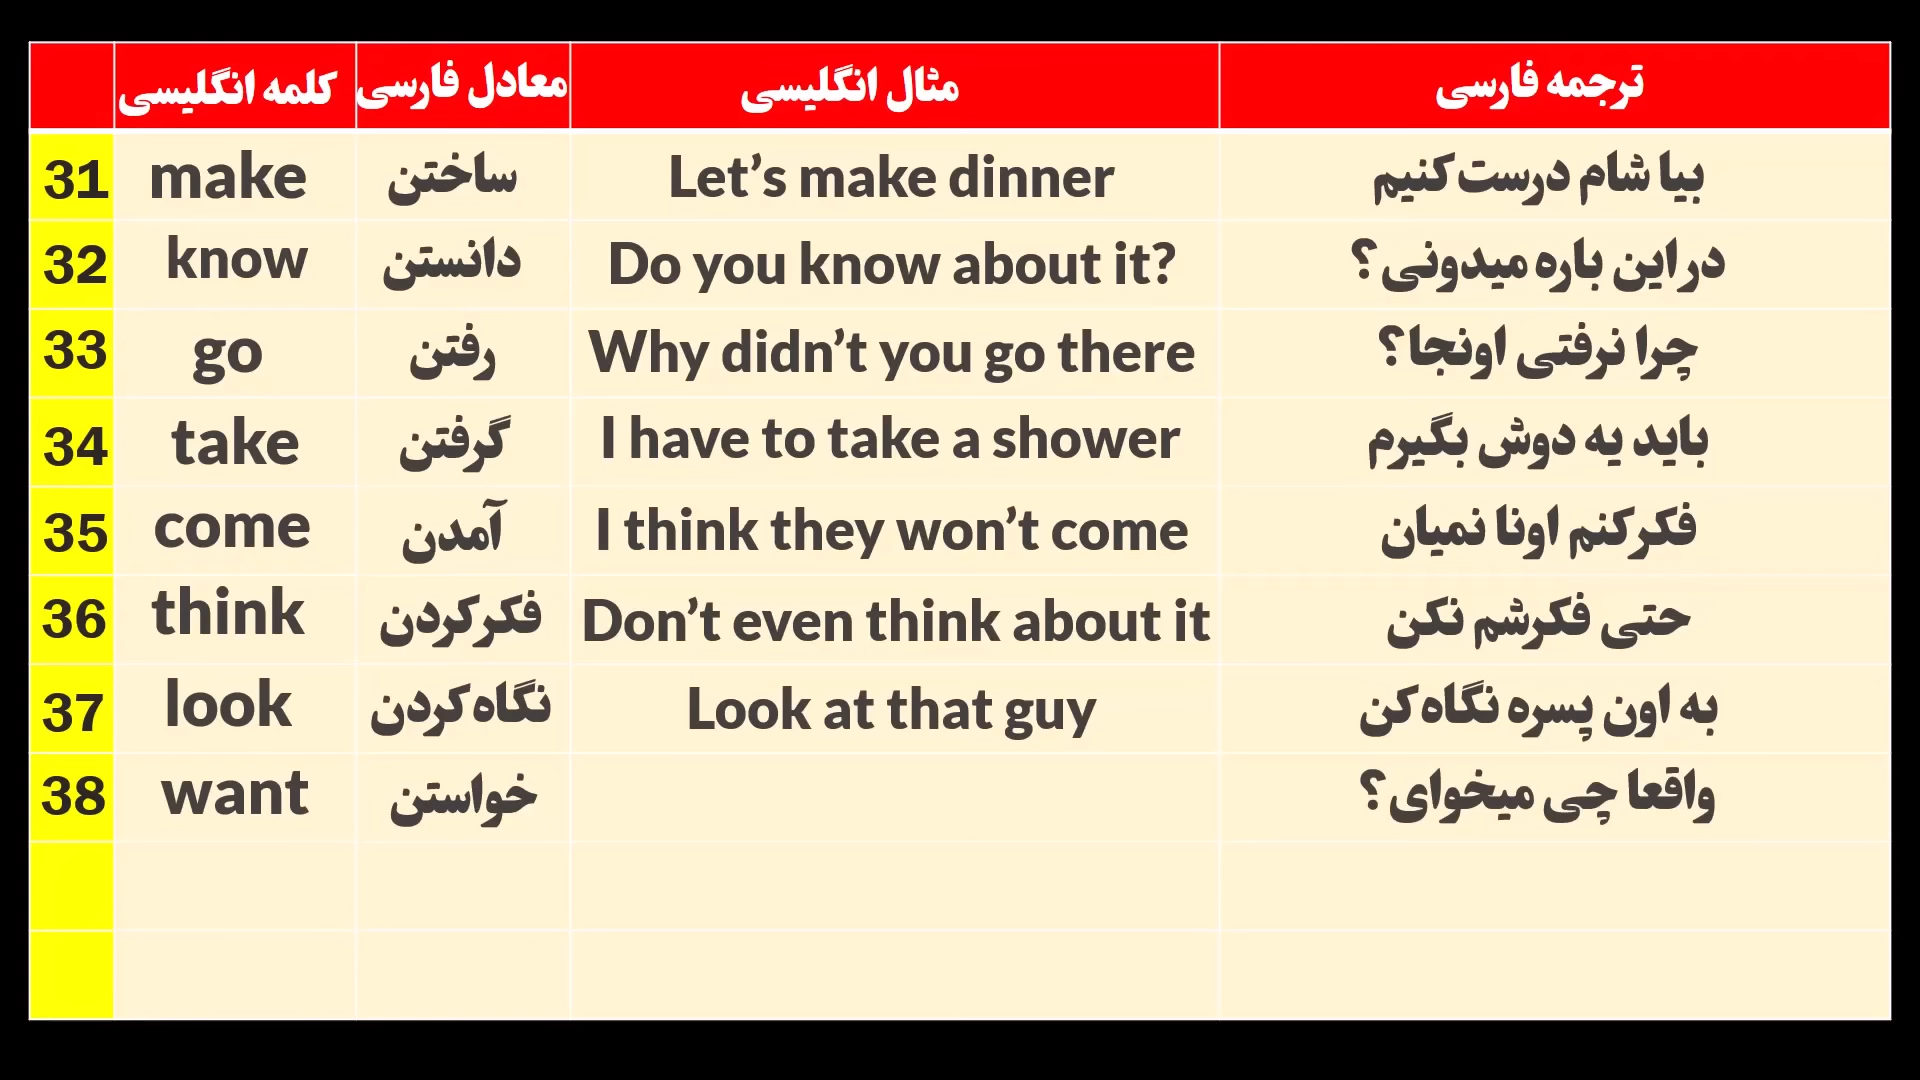 کلمه انگلیسی معادل فارسی مثال انگلیسی ترجمه فارسی
31 make ساختن Let's make dinner بیا شام درست کنیم
32 know دانستن Do you know about it? در این باره میدونی ؟
33 go رفتن Why didn't you go there چرا نرفتی اونجا ؟
34 take گرفتن I have to take a shower باید یه دوش بگیرم
35 come آمدن I think they won't come فکر کنم اونا نمیان
36 think فکر کردن Don't even think about it حتی فکرشم نکن
37 look نگاه کردن Look at that guy به اون پسره نگاه کن
38 want خواستن واقعا چی میخوای ؟